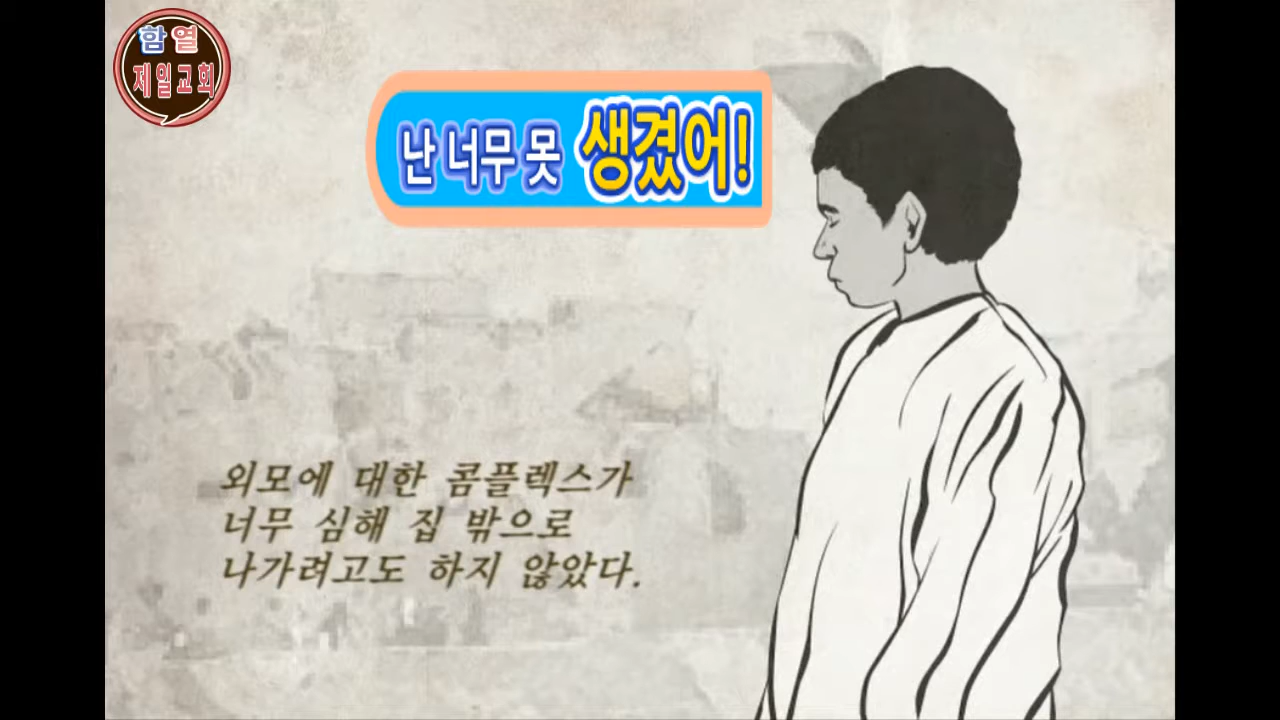 함열
제일교회
난 너무 못 생겼어!
외모에 대한 콤플렉스가
너무 심해 집 밖으로
나가려고도 하지 않았다.